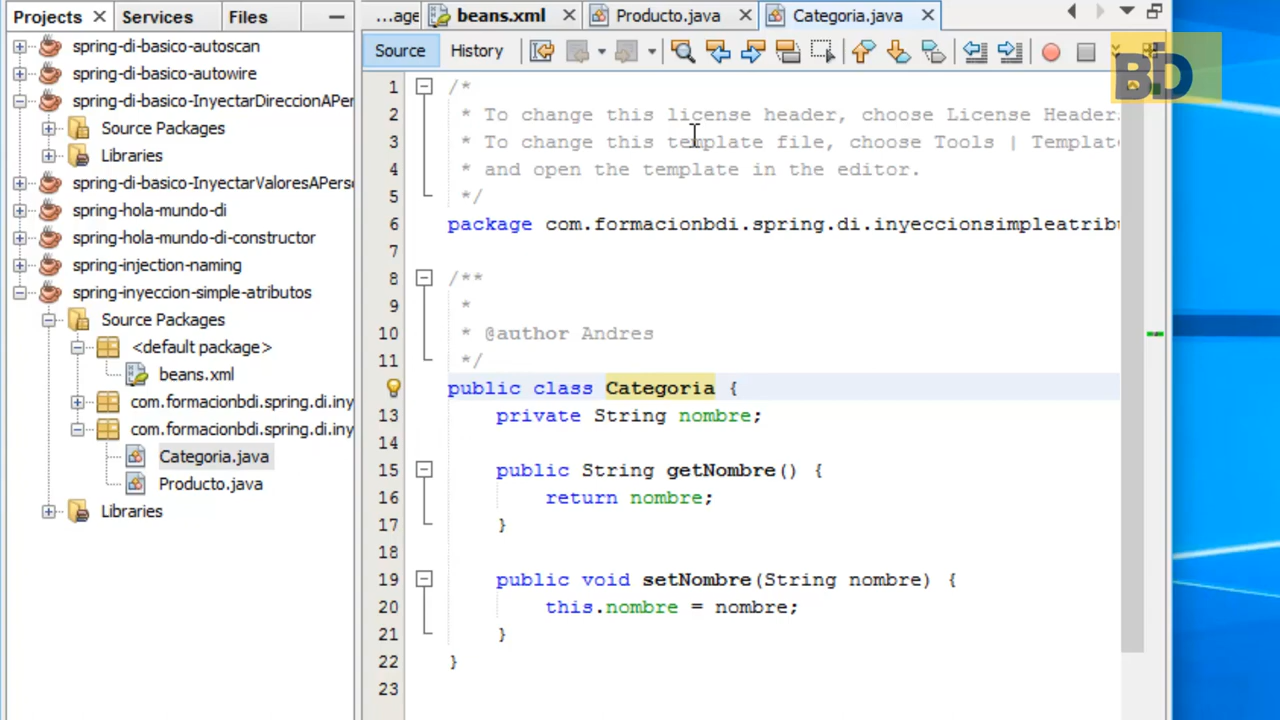 Projects
Services
Files
...age
beans.xml
Producto.java
Categoria.java
Source
History
BD
spring-di-basico-autoscan
spring-di-basico-autowire
spring-di-basico-InyectarDireccionAPer
Source Packages
Libraries
spring-di-basico-InyectarValoresAPerso
spring-hola-mundo-di
spring-hola-mundo-di-constructor
spring-injection-naming
spring-inyeccion-simple-atributos
Source Packages
<default package>
beans.xml
com.formacionbdi.spring.di.iny
com.formacionbdi.spring.di.iny
Categoria.java
Producto.java
Libraries
1 /*
2 * To change this license header, choose License Header
3 * To change this template file, choose Tools | Template
4 * and open the template in the editor.
5 */
6 package com.formacionbdi.spring.di.inyeccionsimpleatribu
7
8 /**
9 *
10 * @author Andres
11 */
public class Categoria {
13 private String nombre;
14
15 public String getNombre() {
16 return nombre;
17 }
18
19 public void setNombre(String nombre) {
20 this.nombre = nombre;
21 }
22 }
23